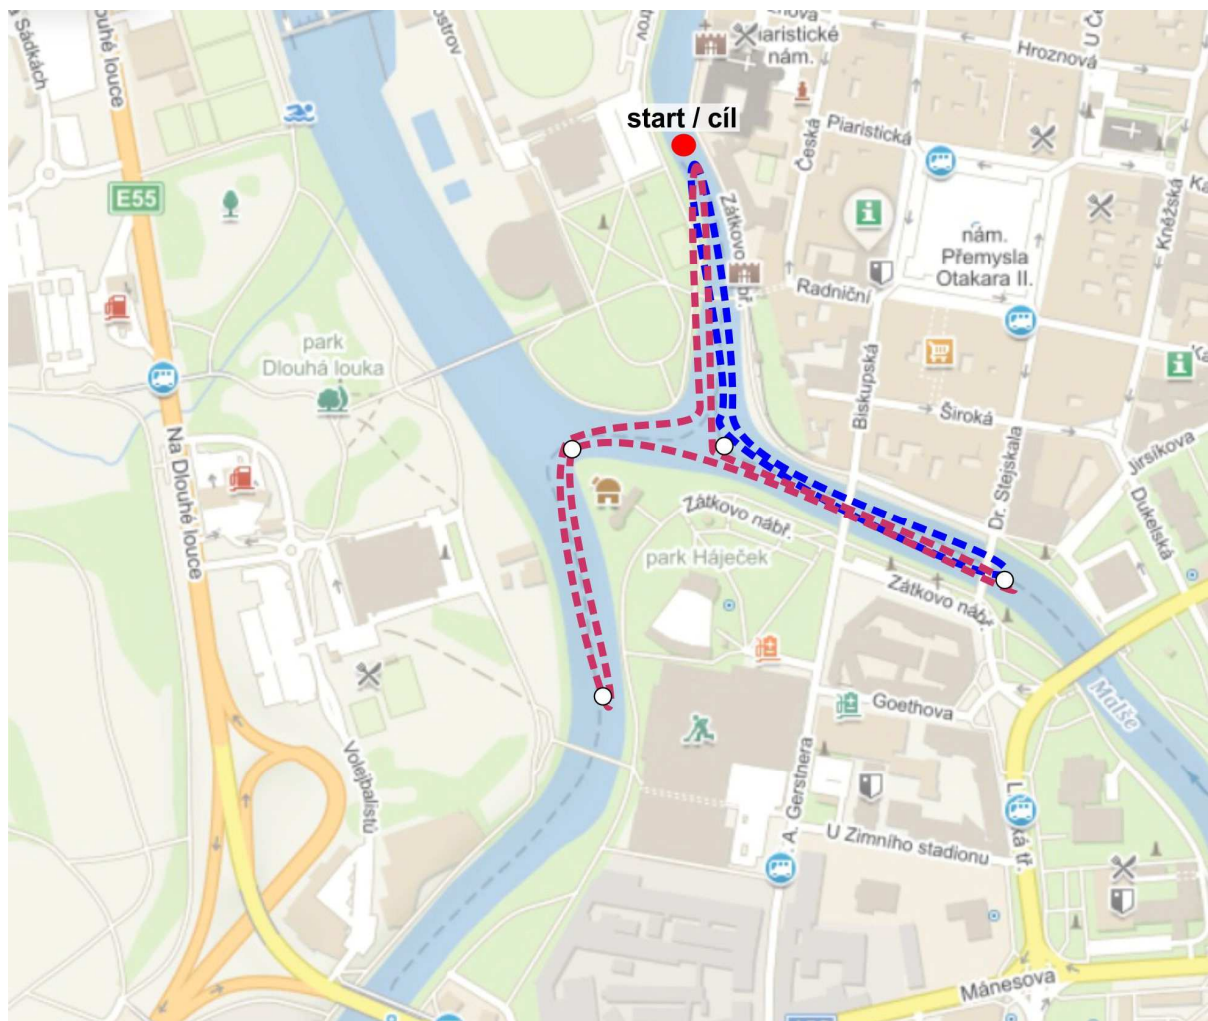 Sádkách
ostrov
Piaristické
nám.
Hroznová
start / cíl
Piaristická
Česká
Kněžská
E55
Zátkovo
nábř.
nám.
Přemysla
Otakara II.
Radniční
park
Dlouhá louka
Biskupská
Široká
Jirsíkova
Na Dlouhé louce
Dr. Stejskala
Dukelská
Zátkovo nábř.
park Háječek
Zátkovo nábř.
Malše
Goethova
Volejbalistů
A. Gerstnera
U Zimního stadionu
Mánesova